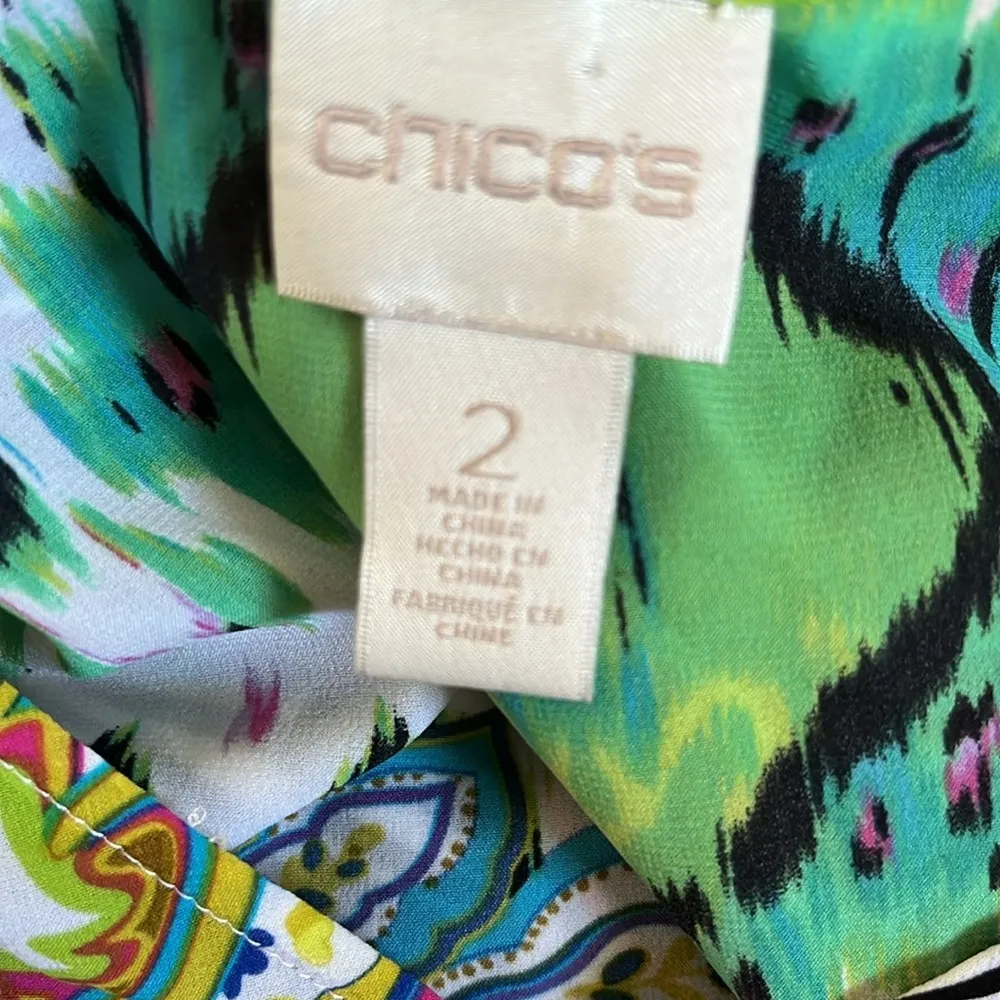 chico's
2
MADE IN
CHINA
HECHO EN
CHINA
FABRIQUÉ EN
CHINE